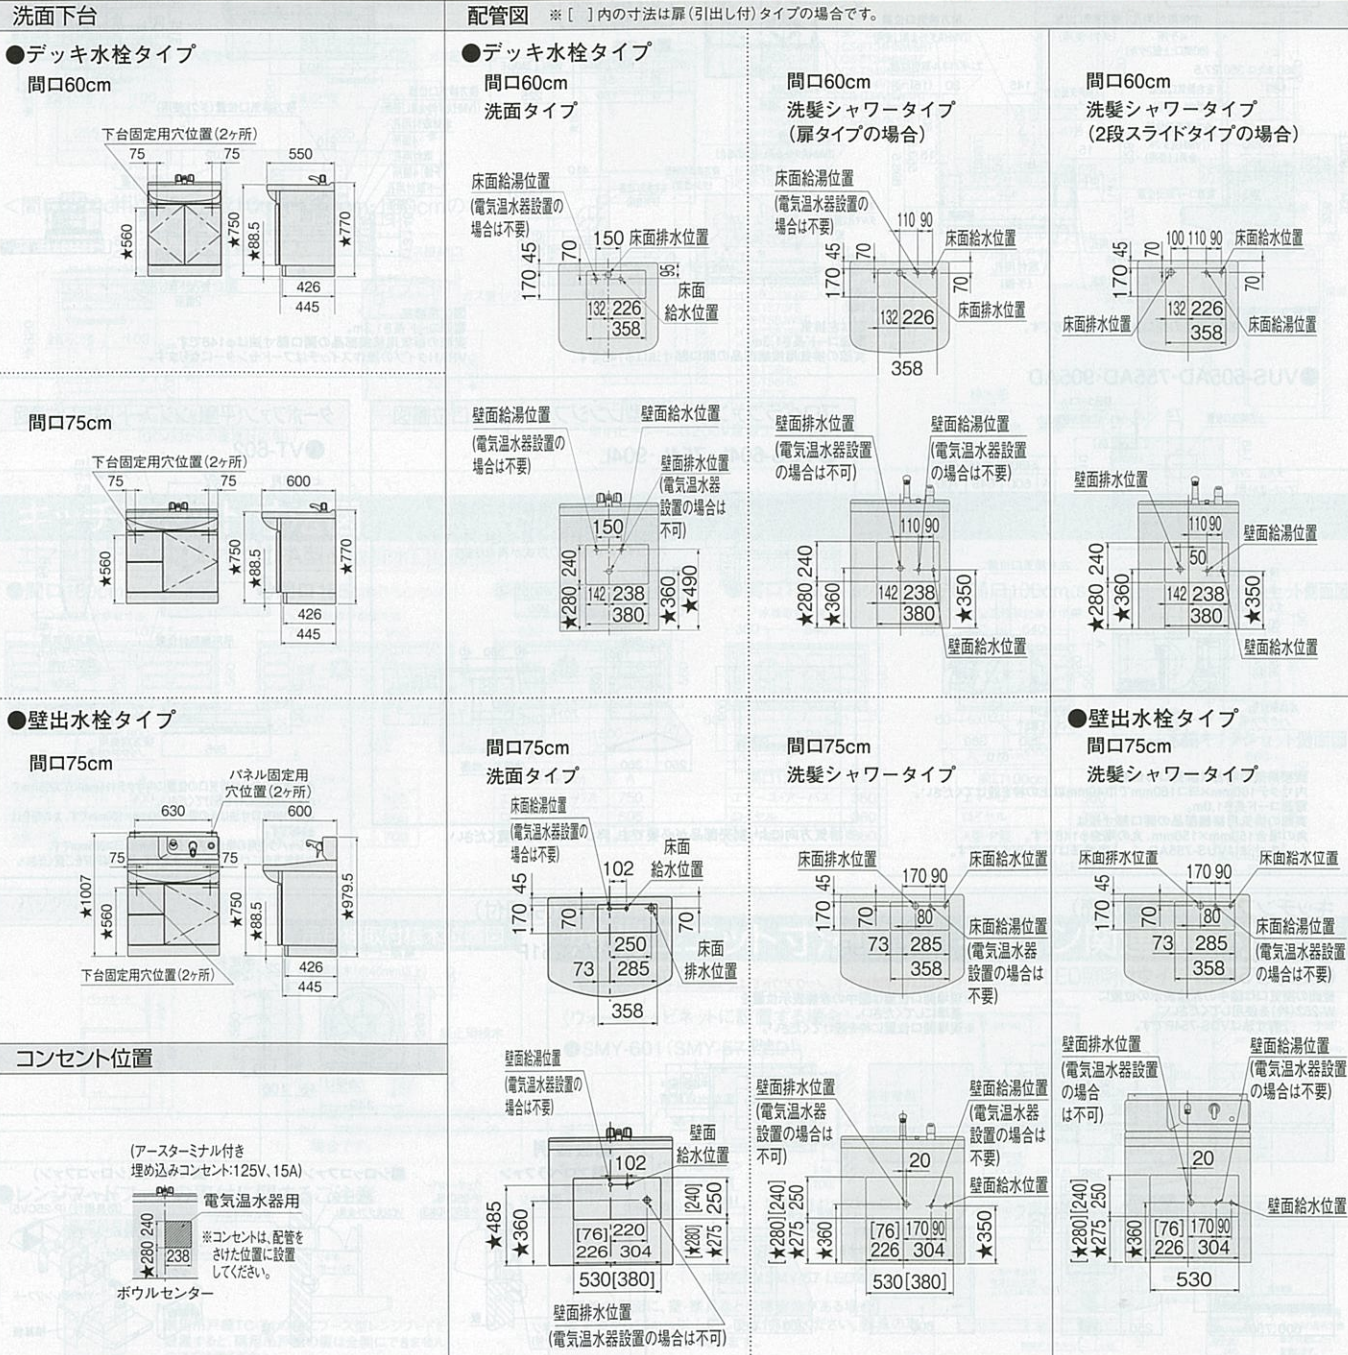 洗面下台
●デッキ水栓タイプ
間口60cm
下台固定用穴位置(2ヶ所)
75 75 550
★560 ★750 ★88.5 ★770
426
445
間口75cm
下台固定用穴位置(2ヶ所)
75 75 600
★560 ★750 ★88.5 ★770
426
445
●壁出水栓タイプ
間口75cm
パネル固定用
穴位置(2ヶ所)
630 600
75 75
★1007 ★560 ★750 ★88.5 ★979.5
426
445
下台固定用穴位置(2ヶ所)
コンセント位置
(アースターミナル付き
埋め込みコンセント:125V、15A)
電気温水器用
★280 240
238
※コンセントは、配管を
さけた位置に設置
してください。
ボウルセンター
配管図 ※[ ]内の寸法は扉(引出し付)タイプの場合です。
●デッキ水栓タイプ
間口60cm
洗面タイプ
床面給湯位置
(電気温水器設置の
場合は不要)
150 床面排水位置
170 45 70 95
床面
給水位置
132 226
358
壁面給湯位置
(電気温水器設置の
場合は不要)
壁面給水位置
壁面排水位置
(電気温水器
設置の場合は
不可)
150
★280 240
142 238
380
★360 ★490
間口60cm
洗髪シャワータイプ
(扉タイプの場合)
床面給湯位置
(電気温水器設置の
場合は不要)
110 90
床面給水位置
170 45 70 70
床面排水位置
132 226
358
壁面排水位置
(電気温水器設置
の場合は不可)
壁面給湯位置
(電気温水器設置
の場合は不要)
110 90
★280 240 ★360
142 238
380
★350
壁面給水位置
間口60cm
洗髪シャワータイプ
(2段スライドタイプの場合)
100 110 90 床面給水位置
170 45 70 70
132 226
358
床面排水位置 床面給湯位置
壁面排水位置
110 90
50
壁面給湯位置
★280 240 ★360
142 238
380
★350
壁面給水位置
間口75cm
洗面タイプ
床面給湯位置
(電気温水器設置の
場合は不要)
102
床面
給水位置
170 45 70 70
250
73 285
358
床面
排水位置
壁面給湯位置
(電気温水器設置の
場合は不要)
102
壁面
給水位置
★485 ★360
[76] 220
226 304
530[380]
★280[240] ★275 250
壁面排水位置
(電気温水器設置の場合は不可)
間口75cm
洗髪シャワータイプ
床面排水位置 床面給水位置
170 90
170 45 70
80
73 285
358
床面給湯位置
(電気温水器
設置の場合は
不要)
壁面排水位置
(電気温水器
設置の場合は
不可)
壁面給湯位置
(電気温水器
設置の場合は
不要)
20
壁面給水位置
★280[240] ★275 250 ★360
[76] 170 90
226 304
530[380]
★350
●壁出水栓タイプ
間口75cm
洗髪シャワータイプ
床面排水位置 床面給水位置
170 90
170 45 70
80
73 285
358
床面給湯位置
(電気温水器設置
の場合は不要)
壁面排水位置
(電気温水器設置
の場合
は不可)
壁面給湯位置
(電気温水器設置
の場合は不要)
20
壁面給水位置
★280[240] ★275 250 ★360
[76] 170 90
226 304
530
★350